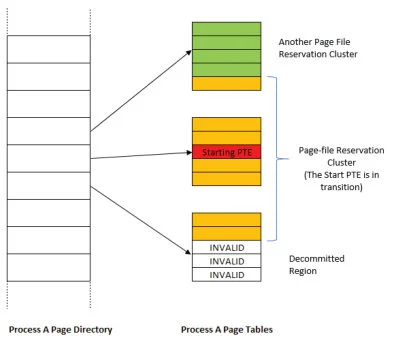 Another Page File
Reservation Cluster
Starting PTE
Page-file Reservation
Cluster
(The Start PTE is in
transition)
INVALID
INVALID
INVALID
Decommitted
Region
Process A Page Directory
Process A Page Tables